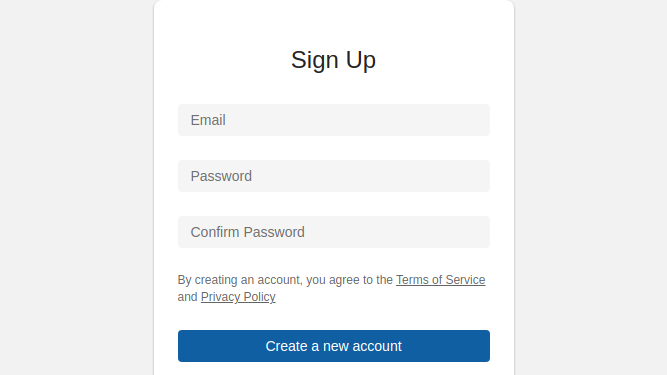 Sign Up
Email
Password
Confirm Password
By creating an account, you agree to the Terms of Service
and Privacy Policy
Create a new account